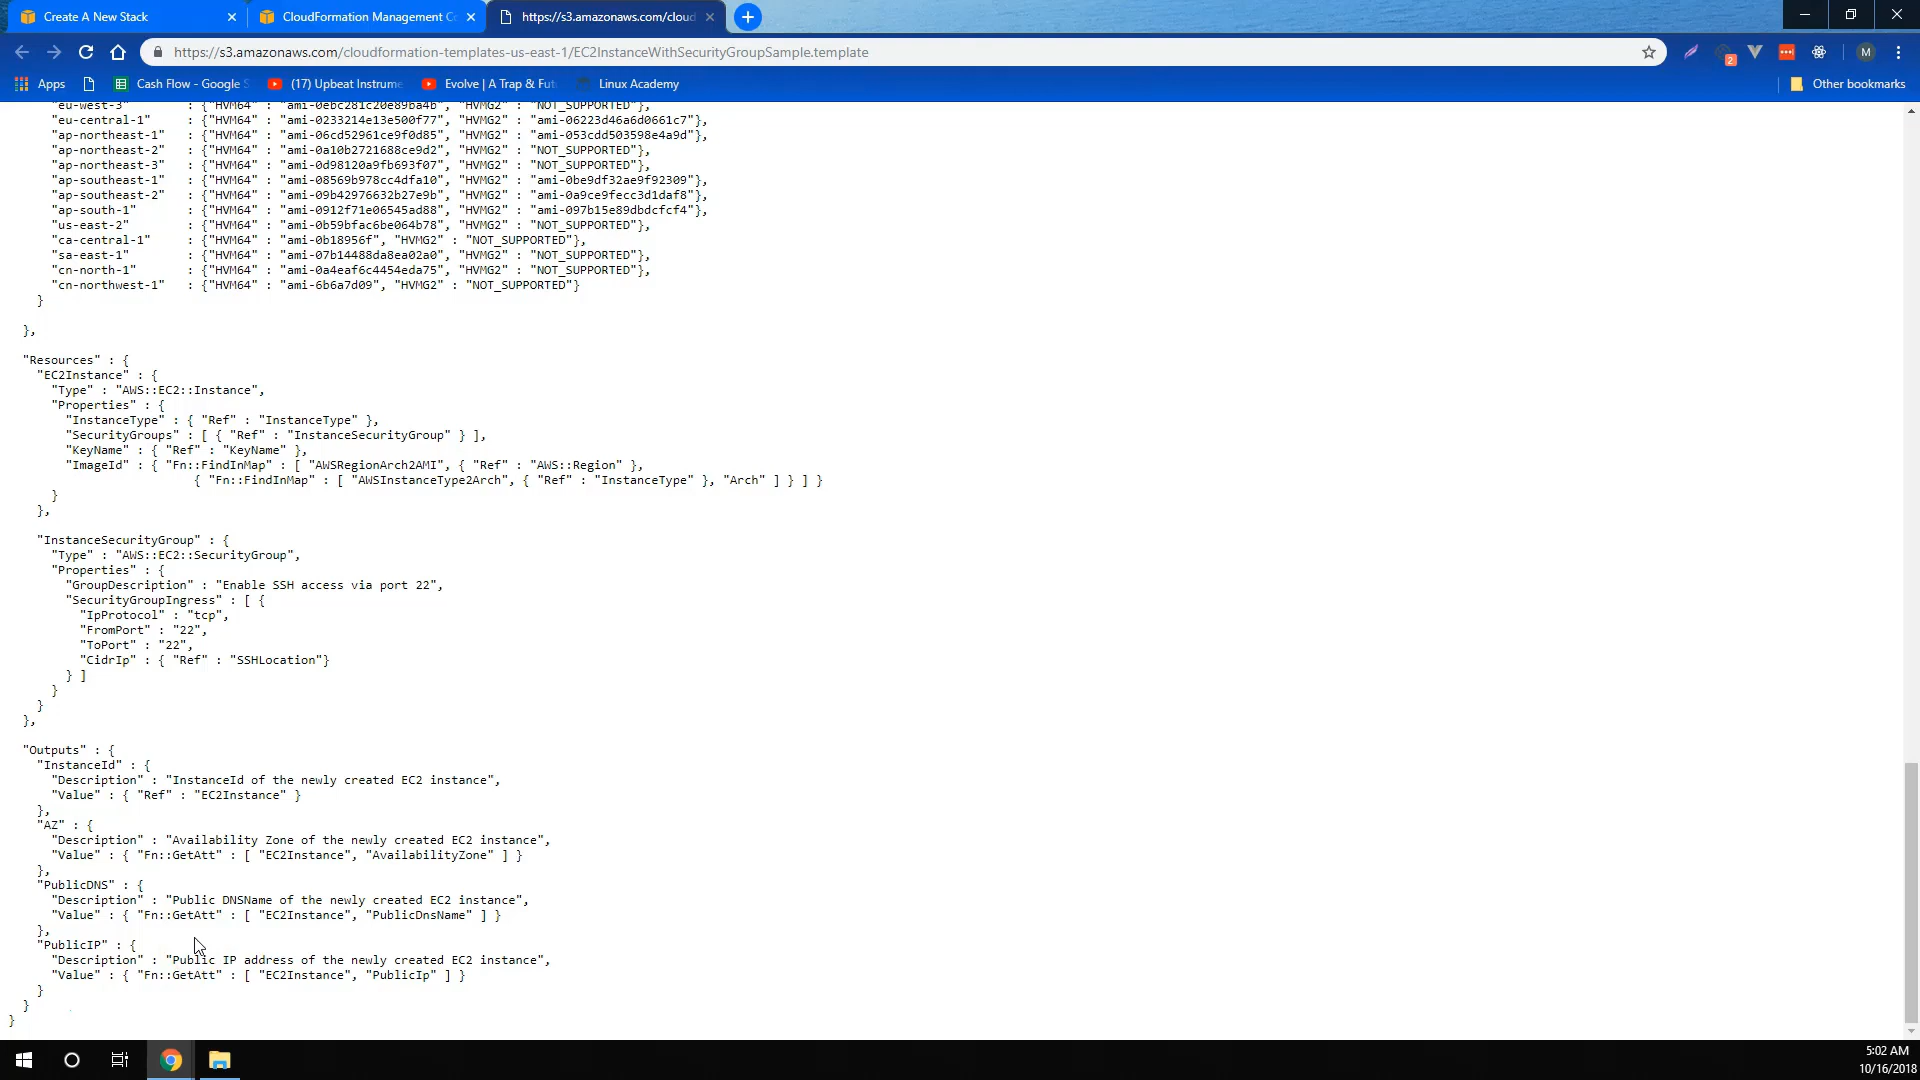 Create A New Stack
CloudFormation Management Co
https://s3.amazonaws.com/cloud
https://s3.amazonaws.com/cloudformation-templates-us-east-1/EC2InstanceWithSecurityGroupSample.template
2
M
Apps
Cash Flow - Google S
(17) Upbeat Instrume
Evolve | A Trap & Fut
Linux Academy
Other bookmarks
"eu-west-3" : {"HVM64" : "ami-0ebc281c20e89ba4b", "HVMG2" : "NOT_SUPPORTED"},
"eu-central-1" : {"HVM64" : "ami-0233214e13e500f77", "HVMG2" : "ami-06223d46a6d0661c7"},
"ap-northeast-1" : {"HVM64" : "ami-06cd52961ce9f0d85", "HVMG2" : "ami-053cdd503598e4a9d"},
"ap-northeast-2" : {"HVM64" : "ami-0a10b2721688ce9d2", "HVMG2" : "NOT_SUPPORTED"},
"ap-northeast-3" : {"HVM64" : "ami-0d98120a9fb693f07", "HVMG2" : "NOT_SUPPORTED"},
"ap-southeast-1" : {"HVM64" : "ami-08569b978cc4dfa10", "HVMG2" : "ami-0be9df32ae9f92309"},
"ap-southeast-2" : {"HVM64" : "ami-09b42976632b27e9b", "HVMG2" : "ami-0a9ce9fecc3d1daf8"},
"ap-south-1" : {"HVM64" : "ami-0912f71e06545ad88", "HVMG2" : "ami-097b15e89dbdcfcf4"},
"us-east-2" : {"HVM64" : "ami-0b59bfac6be064b78", "HVMG2" : "NOT_SUPPORTED"},
"ca-central-1" : {"HVM64" : "ami-0b18956f", "HVMG2" : "NOT_SUPPORTED"},
"sa-east-1" : {"HVM64" : "ami-07b14488da8ea02a0", "HVMG2" : "NOT_SUPPORTED"},
"cn-north-1" : {"HVM64" : "ami-0a4eaf6c4454eda75", "HVMG2" : "NOT_SUPPORTED"},
"cn-northwest-1" : {"HVM64" : "ami-6b6a7d09", "HVMG2" : "NOT_SUPPORTED"}
}
},
"Resources" : {
"EC2Instance" : {
"Type" : "AWS::EC2::Instance",
"Properties" : {
"InstanceType" : { "Ref" : "InstanceType" },
"SecurityGroups" : [ { "Ref" : "InstanceSecurityGroup" } ],
"KeyName" : { "Ref" : "KeyName" },
"ImageId" : { "Fn::FindInMap" : [ "AWSRegionArch2AMI", { "Ref" : "AWS::Region" },
{ "Fn::FindInMap" : [ "AWSInstanceType2Arch", { "Ref" : "InstanceType" }, "Arch" ] } ] }
}
},
"InstanceSecurityGroup" : {
"Type" : "AWS::EC2::SecurityGroup",
"Properties" : {
"GroupDescription" : "Enable SSH access via port 22",
"SecurityGroupIngress" : [ {
"IpProtocol" : "tcp",
"FromPort" : "22",
"ToPort" : "22",
"CidrIp" : { "Ref" : "SSHLocation"}
} ]
}
}
},
"Outputs" : {
"InstanceId" : {
"Description" : "InstanceId of the newly created EC2 instance",
"Value" : { "Ref" : "EC2Instance" }
},
"AZ" : {
"Description" : "Availability Zone of the newly created EC2 instance",
"Value" : { "Fn::GetAtt" : [ "EC2Instance", "AvailabilityZone" ] }
},
"PublicDNS" : {
"Description" : "Public DNSName of the newly created EC2 instance",
"Value" : { "Fn::GetAtt" : [ "EC2Instance", "PublicDnsName" ] }
},
"PublicIP" : {
"Description" : "Public IP address of the newly created EC2 instance",
"Value" : { "Fn::GetAtt" : [ "EC2Instance", "PublicIp" ] }
}
}
}
5:02 AM
10/16/2018